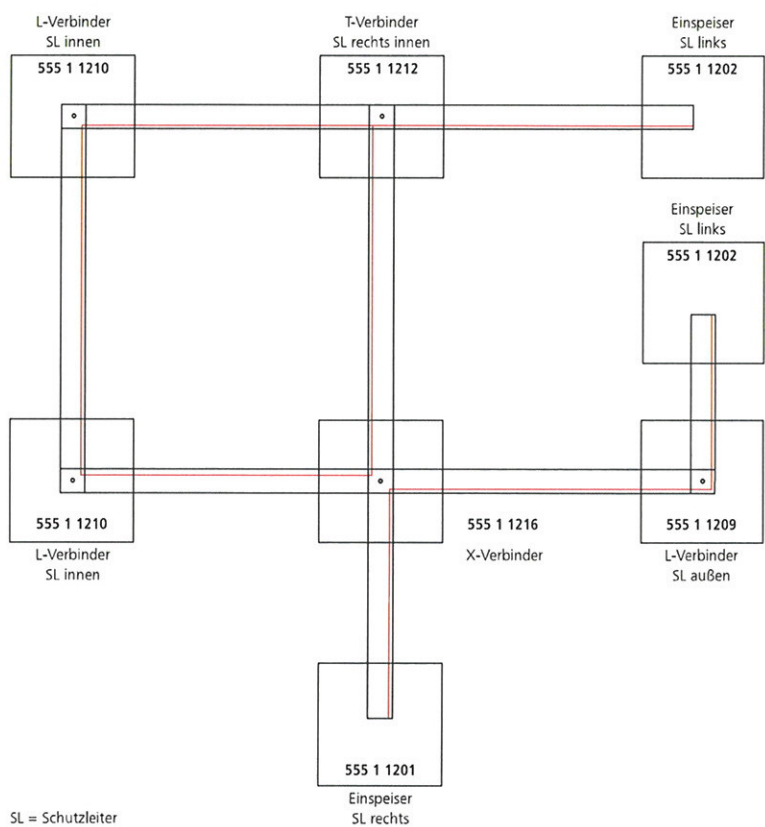 L-Verbinder
SL innen
555 1 1210
T-Verbinder
SL rechts innen
555 1 1212
Einspeiser
SL links
555 1 1202
Einspeiser
SL links
555 1 1202
555 1 1210
L-Verbinder
SL innen
555 1 1216
X-Verbinder
555 1 1209
L-Verbinder
SL außen
555 1 1201
Einspeiser
SL rechts
SL = Schutzleiter